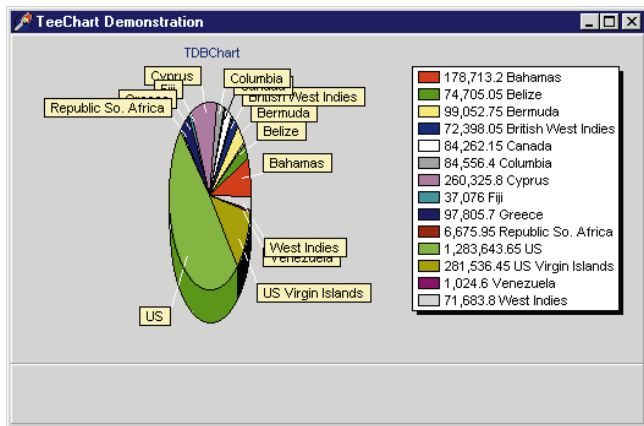 TeeChart Demonstration
TDBChart
Cyprus
Columbia
Fiji
Canada
Greece
British West Indies
Republic So. Africa
Bermuda
Belize
Bahamas
West Indies
Venezuela
US Virgin Islands
US
178,713.2 Bahamas
74,705.05 Belize
99,052.75 Bermuda
72,398.05 British West Indies
84,262.15 Canada
84,556.4 Columbia
260,325.8 Cyprus
37,076 Fiji
97,805.7 Greece
6,675.95 Republic So. Africa
1,283,643.65 US
281,536.45 US Virgin Islands
1,024.6 Venezuela
71,683.8 West Indies